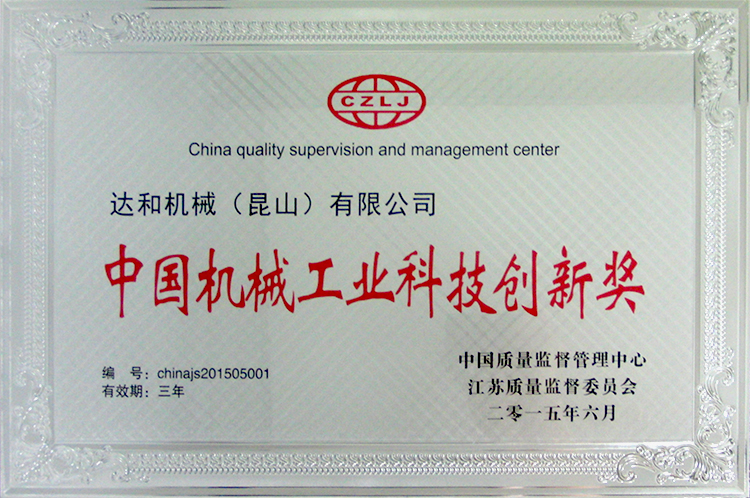 CZLJ
China quality supervision and management center
达和机械（昆山）有限公司
中国机械工业科技创新奖
编 号：chinajs201505001
有效期：三年
中国质量监督管理中心
江苏质量监督委员会
二零一五年六月